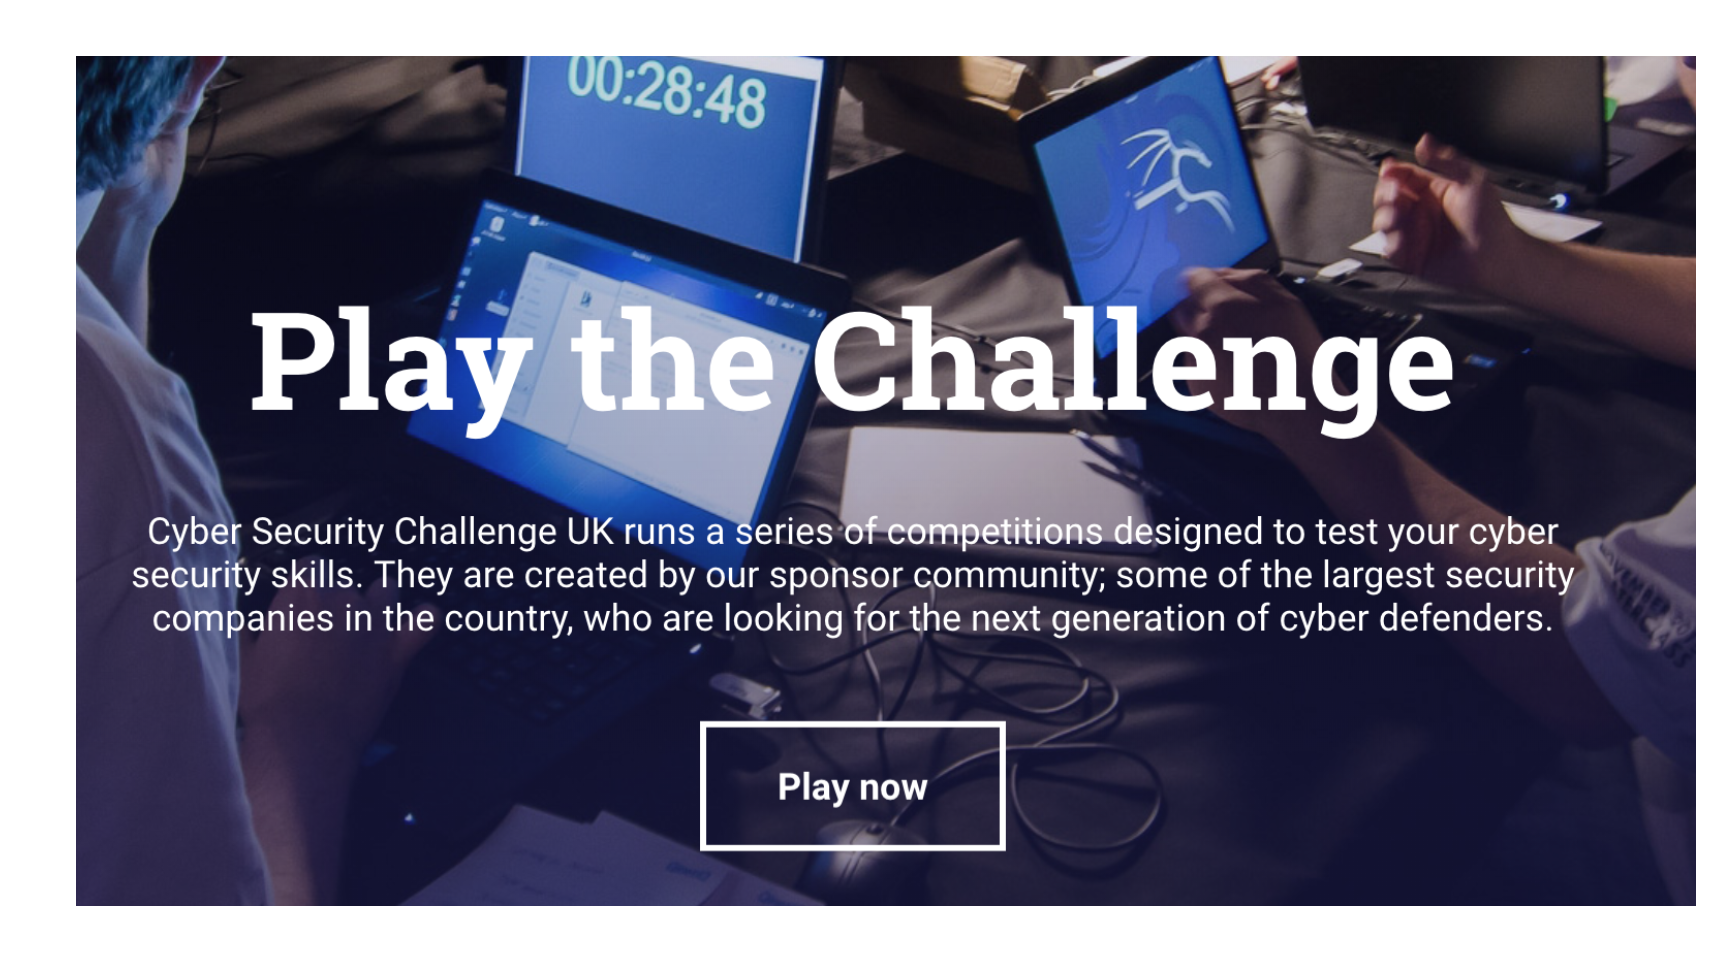 00:28:48
Play the Challenge
Cyber Security Challenge UK runs a series of competitions designed to test your cyber
security skills. They are created by our sponsor community; some of the largest security
companies in the country, who are looking for the next generation of cyber defenders.
Play now